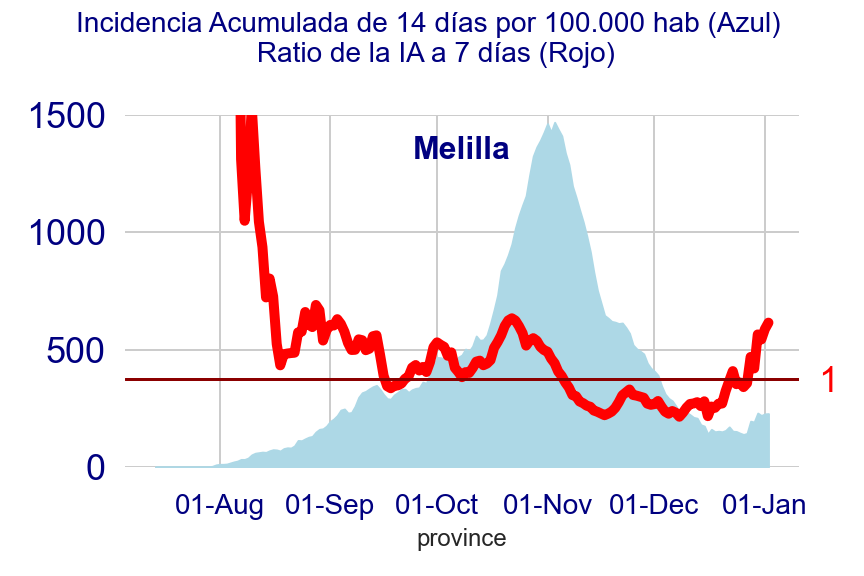 Incidencia Acumulada de 14 días por 100.000 hab (Azul)
Ratio de la IA a 7 días (Rojo)
1500
Melilla
1000
500
1
0
01-Aug 01-Sep 01-Oct 01-Nov 01-Dec 01-Jan
province